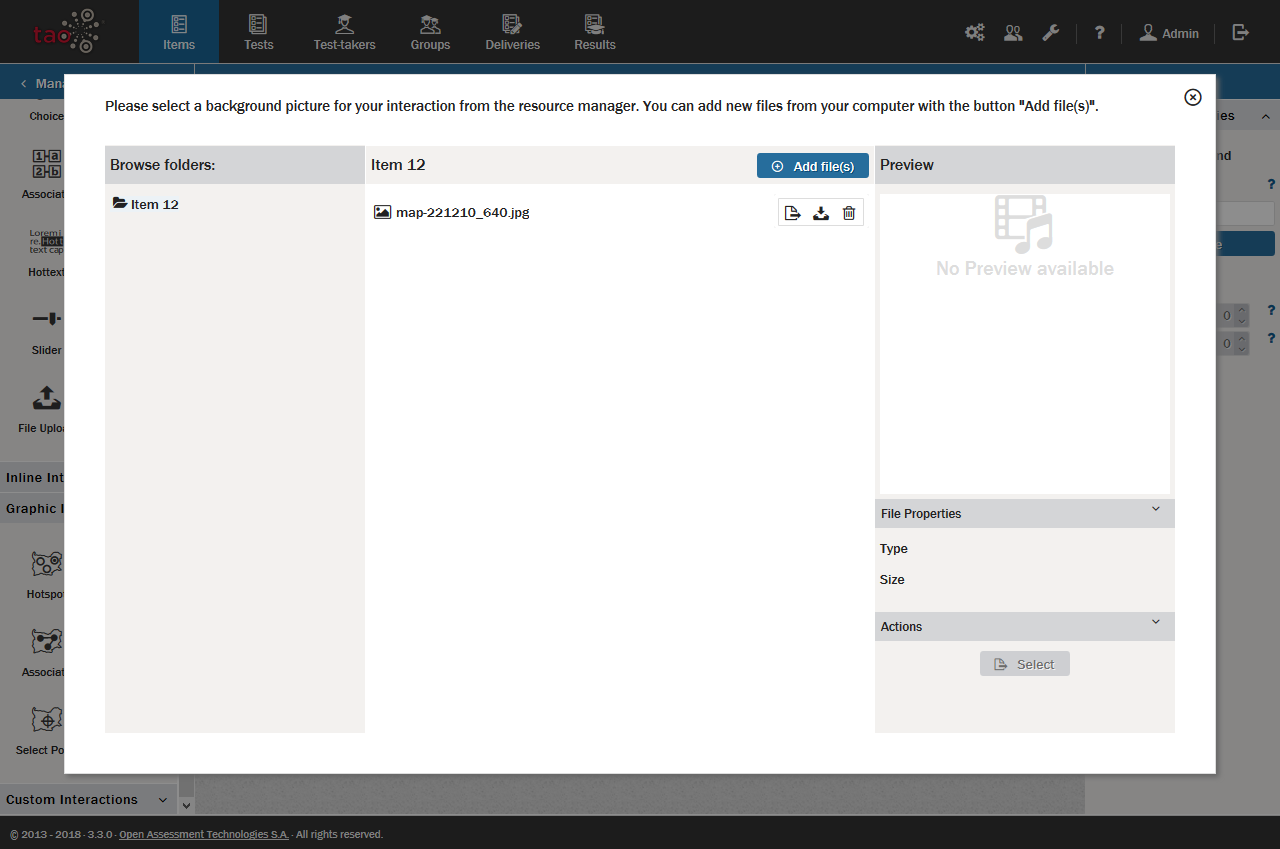 tao
Items
Tests
Test-takers
Groups
Deliveries
Results
?
Admin
< Mana
Please select a background picture for your interaction from the resource manager. You can add new files from your computer with the button "Add file(s)".
Choice
Browse folders:
Item 12
Add file(s)
Preview
Item 12
map-221210_640.jpg
No Preview available
1-a
2-b
Associat
Lorem i
re. Hot t
text cap
Hottext
Slider
File Uplo
Inline Int
Graphic I
Hotspo
Associat
Select Po
Custom Interactions
File Properties
Type
Size
Actions
Select
ies
nd
?
e
0
?
0
?
© 2013 - 2018 · 3.3.0 · Open Assessment Technologies S.A. · All rights reserved.